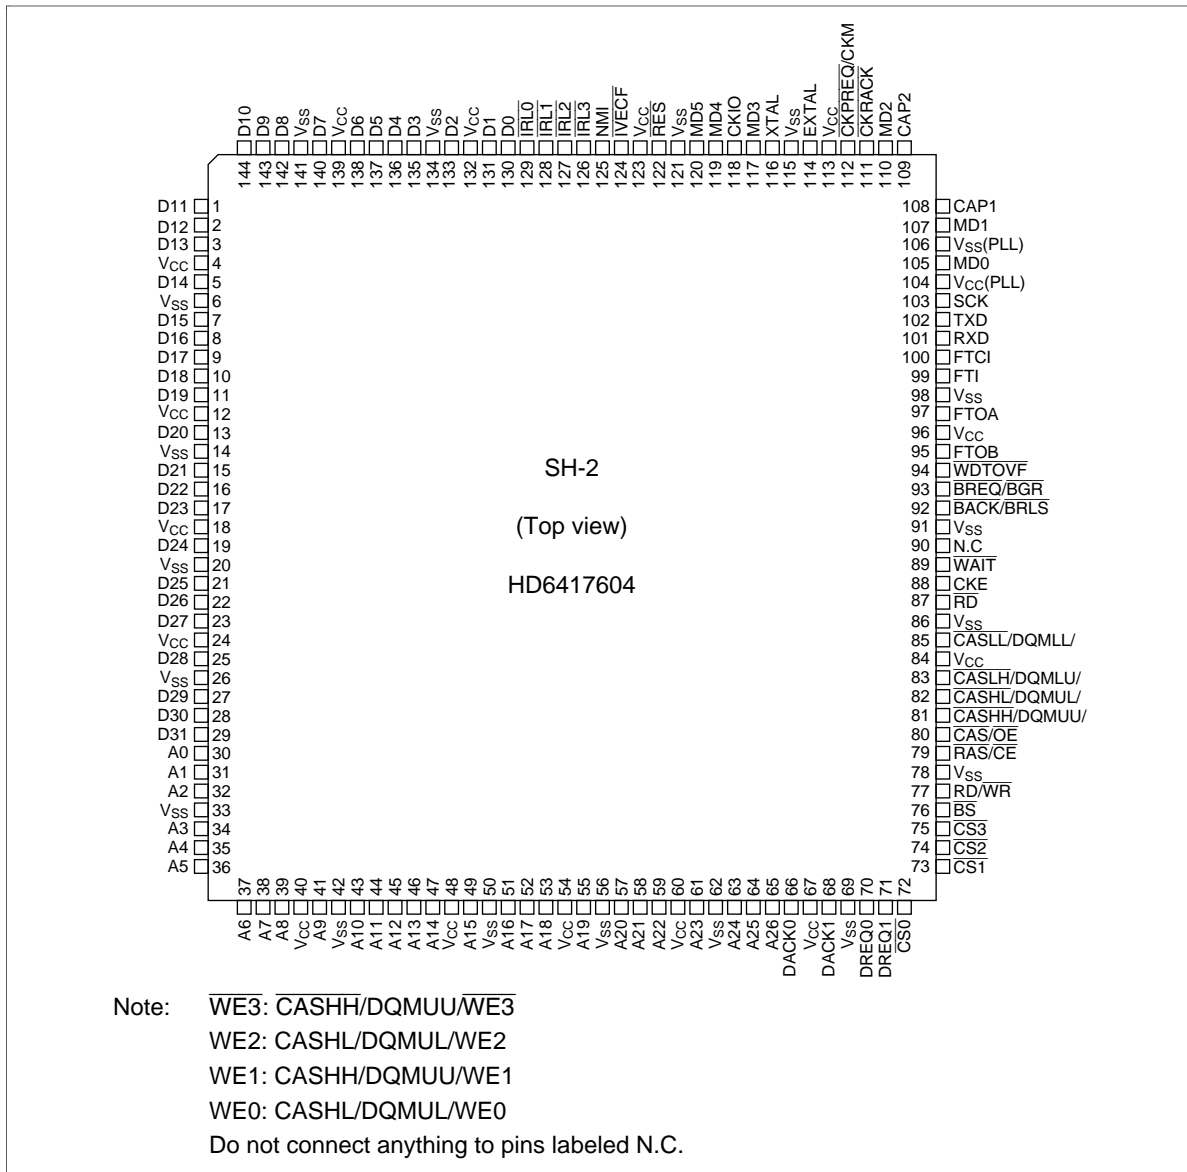 D10 D9 D8 VSS D7 VCC D6 D5 D4 D3 VSS D2 VCC D1 D0 IRL0 IRL1 IRL2 IRL3 NMI IVECF VCC RES VSS MD5 MD4 CKIO MD3 XTAL VSS EXTAL VCC CKPREQ/CKM CKRACK MD2 CAP2
144 143 142 141 140 139 138 137 136 135 134 133 132 131 130 129 128 127 126 125 124 123 122 121 120 119 118 117 116 115 114 113 112 111 110 109
D11 1 108 CAP1
D12 2 107 MD1
D13 3 106 VSS(PLL)
VCC 4 105 MD0
D14 5 104 VCC(PLL)
VSS 6 103 SCK
D15 7 102 TXD
D16 8 101 RXD
D17 9 100 FTCI
D18 10 99 FTI
D19 11 98 VSS
VCC 12 97 FTOA
D20 13 96 VCC
VSS 14 95 FTOB
D21 15 94 WDTOVF
D22 16 93 BREQ/BGR
D23 17 92 BACK/BRLS
VCC 18 91 VSS
D24 19 90 N.C
VSS 20 89 WAIT
D25 21 88 CKE
D26 22 87 RD
D27 23 86 VSS
VCC 24 85 CASLL/DQMLL/
D28 25 84 VCC
VSS 26 83 CASLH/DQMLU/
D29 27 82 CASHL/DQMUL/
D30 28 81 CASHH/DQMUU/
D31 29 80 CAS/OE
A0 30 79 RAS/CE
A1 31 78 VSS
A2 32 77 RD/WR
VSS 33 76 BS
A3 34 75 CS3
A4 35 74 CS2
A5 36 73 CS1
SH-2
(Top view)
HD6417604
37 38 39 40 41 42 43 44 45 46 47 48 49 50 51 52 53 54 55 56 57 58 59 60 61 62 63 64 65 66 67 68 69 70 71 72
A6 A7 A8 VCC A9 VSS A10 A11 A12 A13 A14 VCC A15 VSS A16 A17 A18 VCC A19 VSS A20 A21 A22 VCC A23 VSS A24 A25 A26 DACK0 VCC DACK1 VSS DREQ0 DREQ1 CS0
Note: WE3: CASHH/DQMUU/WE3
WE2: CASHL/DQMUL/WE2
WE1: CASHH/DQMUU/WE1
WE0: CASHL/DQMUL/WE0
Do not connect anything to pins labeled N.C.